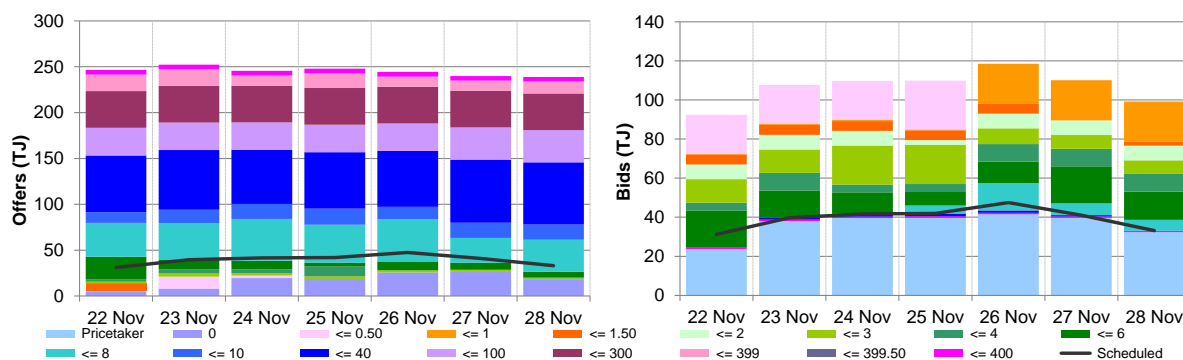 Offers (TJ)
300
250
200
150
100
50
0
22 Nov 23 Nov 24 Nov 25 Nov 26 Nov 27 Nov 28 Nov
Bids (TJ)
140
120
100
80
60
40
20
0
22 Nov 23 Nov 24 Nov 25 Nov 26 Nov 27 Nov 28 Nov
Pricetaker 0 <= 0.50 <= 1 <= 1.50 <= 2 <= 3 <= 4 <= 6
<= 8 <= 10 <= 40 <= 100 <= 300 <= 399 <= 399.50 <= 400 Scheduled